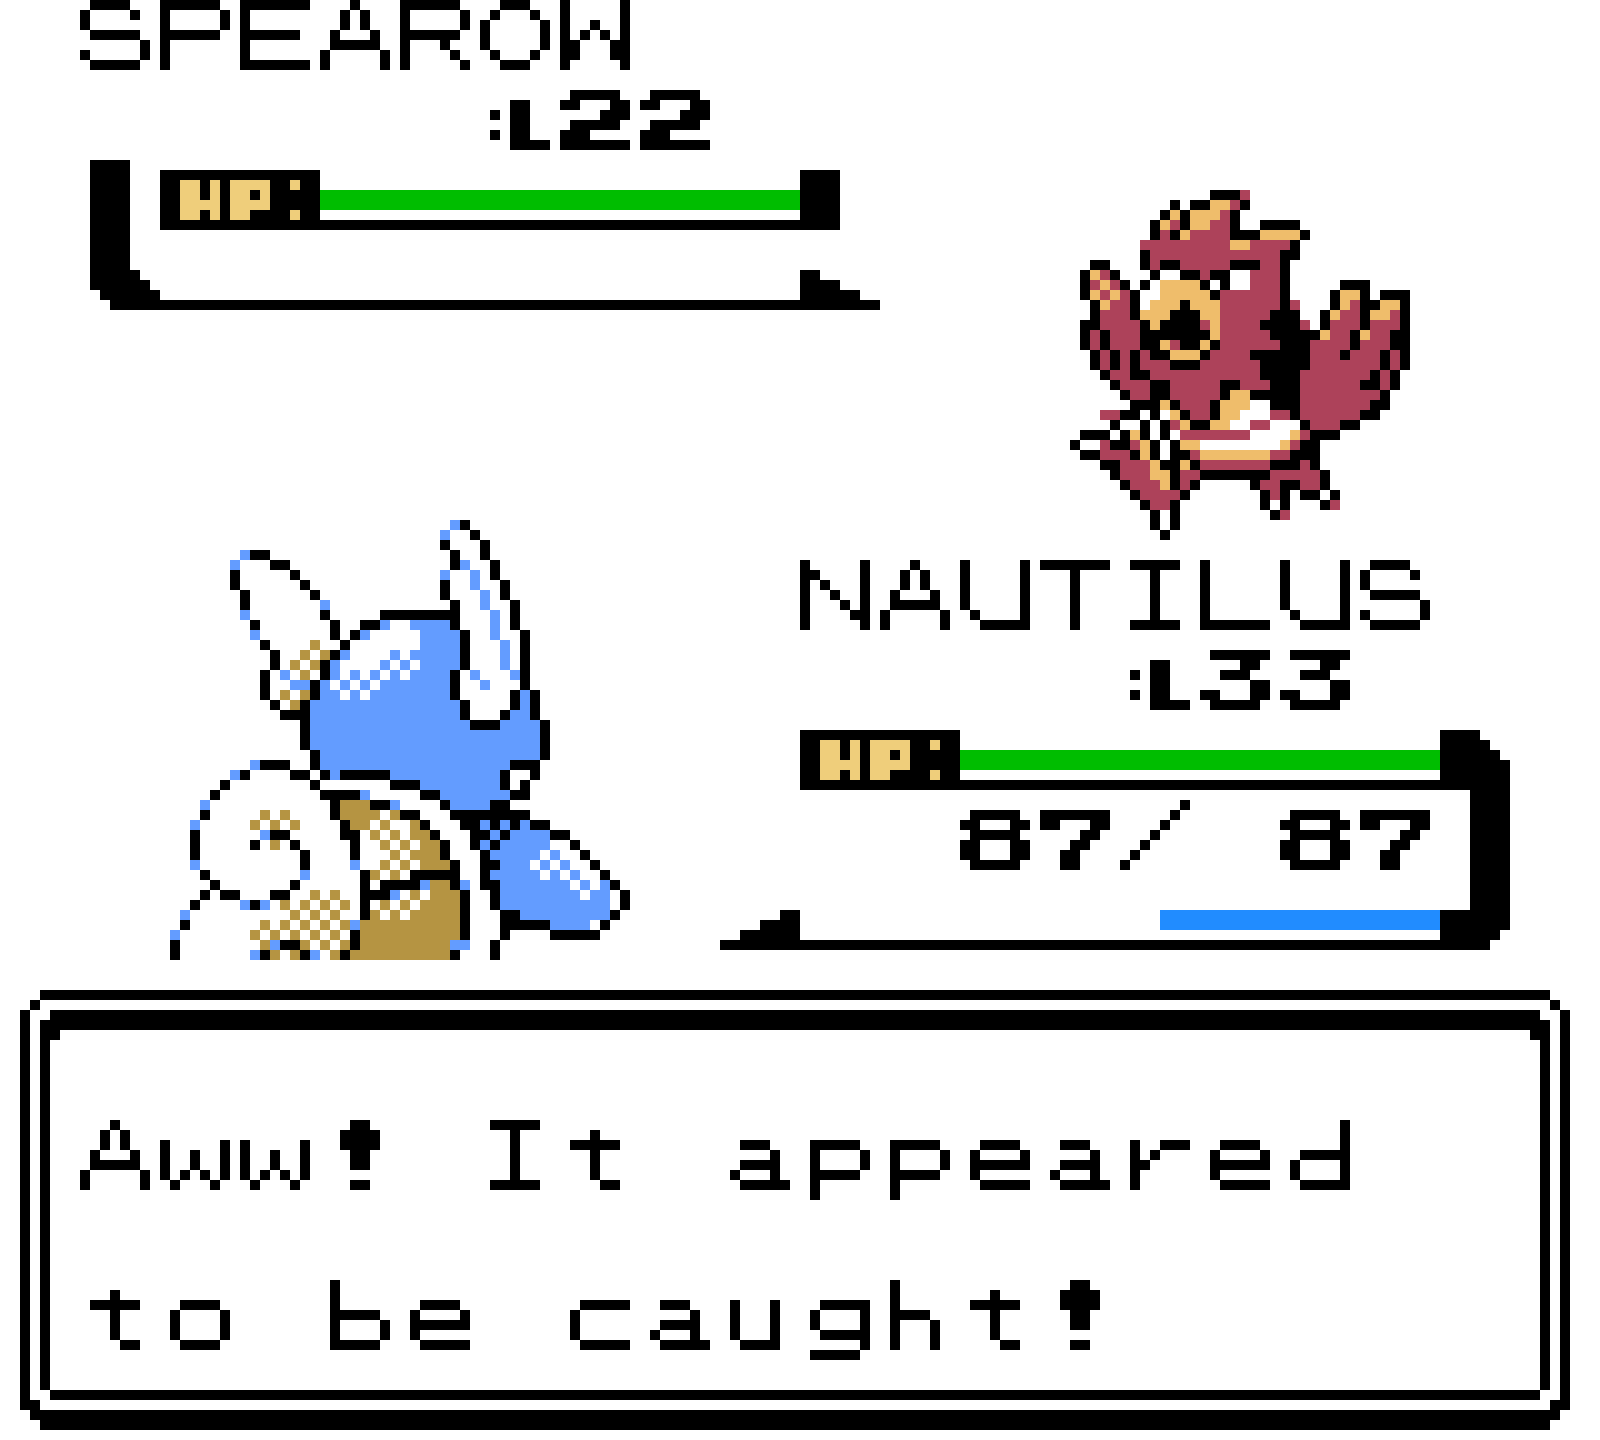 SPEAROW
:L22
HP:
NAUTILUS
:L33
HP:
87/ 87
Aww! It appeared
to be caught!